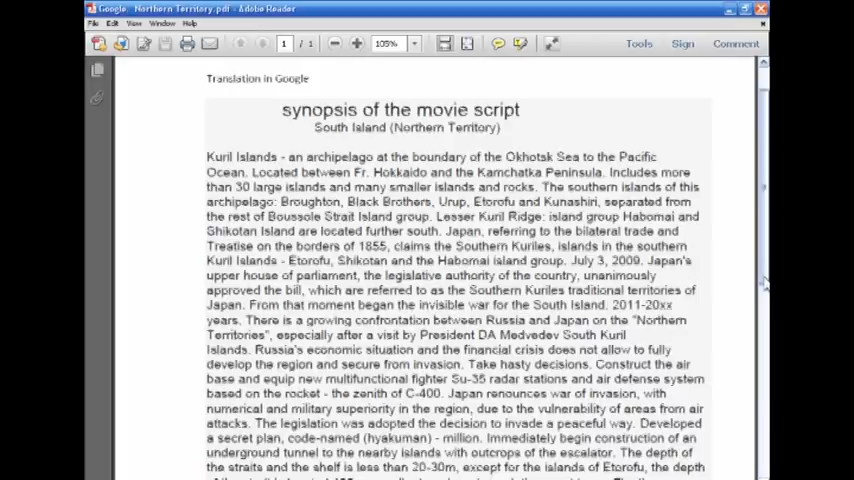 Google. Northern Territory.pdf - Adobe Reader
File Edit View Window Help
1 / 1 105% Tools Sign Comment
Translation in Google
synopsis of the movie script
South Island (Northern Territory)
Kuril Islands - an archipelago at the boundary of the Okhotsk Sea to the Pacific
Ocean. Located between Fr. Hokkaido and the Kamchatka Peninsula. Includes more
than 30 large islands and many smaller islands and rocks. The southern islands of this
archipelago: Broughton, Black Brothers, Urup, Etorofu and Kunashiri, separated from
the rest of Boussole Strait Island group. Lesser Kuril Ridge: island group Habomai and
Shikotan Island are located further south. Japan, referring to the bilateral trade and
Treatise on the borders of 1855, claims the Southern Kuriles, islands in the southern
Kuril Islands - Etorofu, Shikotan and the Habomai island group. July 3, 2009. Japan's
upper house of parliament, the legislative authority of the country, unanimously
approved the bill, which are referred to as the Southern Kuriles traditional territories of
Japan. From that moment began the invisible war for the South Island. 2011-20xx
years. There is a growing confrontation between Russia and Japan on the "Northern
Territories", especially after a visit by President DA Medvedev South Kuril
Islands. Russia's economic situation and the financial crisis does not allow to fully
develop the region and secure from invasion. Take hasty decisions. Construct the air
base and equip new multifunctional fighter Su-35 radar stations and air defense system
based on the rocket - the zenith of C-400. Japan renounces war of invasion, with
numerical and military superiority in the region, due to the vulnerability of areas from air
attacks. The legislation was adopted the decision to invade a peaceful way. Developed
a secret plan, code-named (hyakuman) - million. Immediately begin construction of an
underground tunnel to the nearby islands with outcrops of the escalator. The depth of
the straits and the shelf is less than 20-30m, except for the islands of Etorofu, the depth